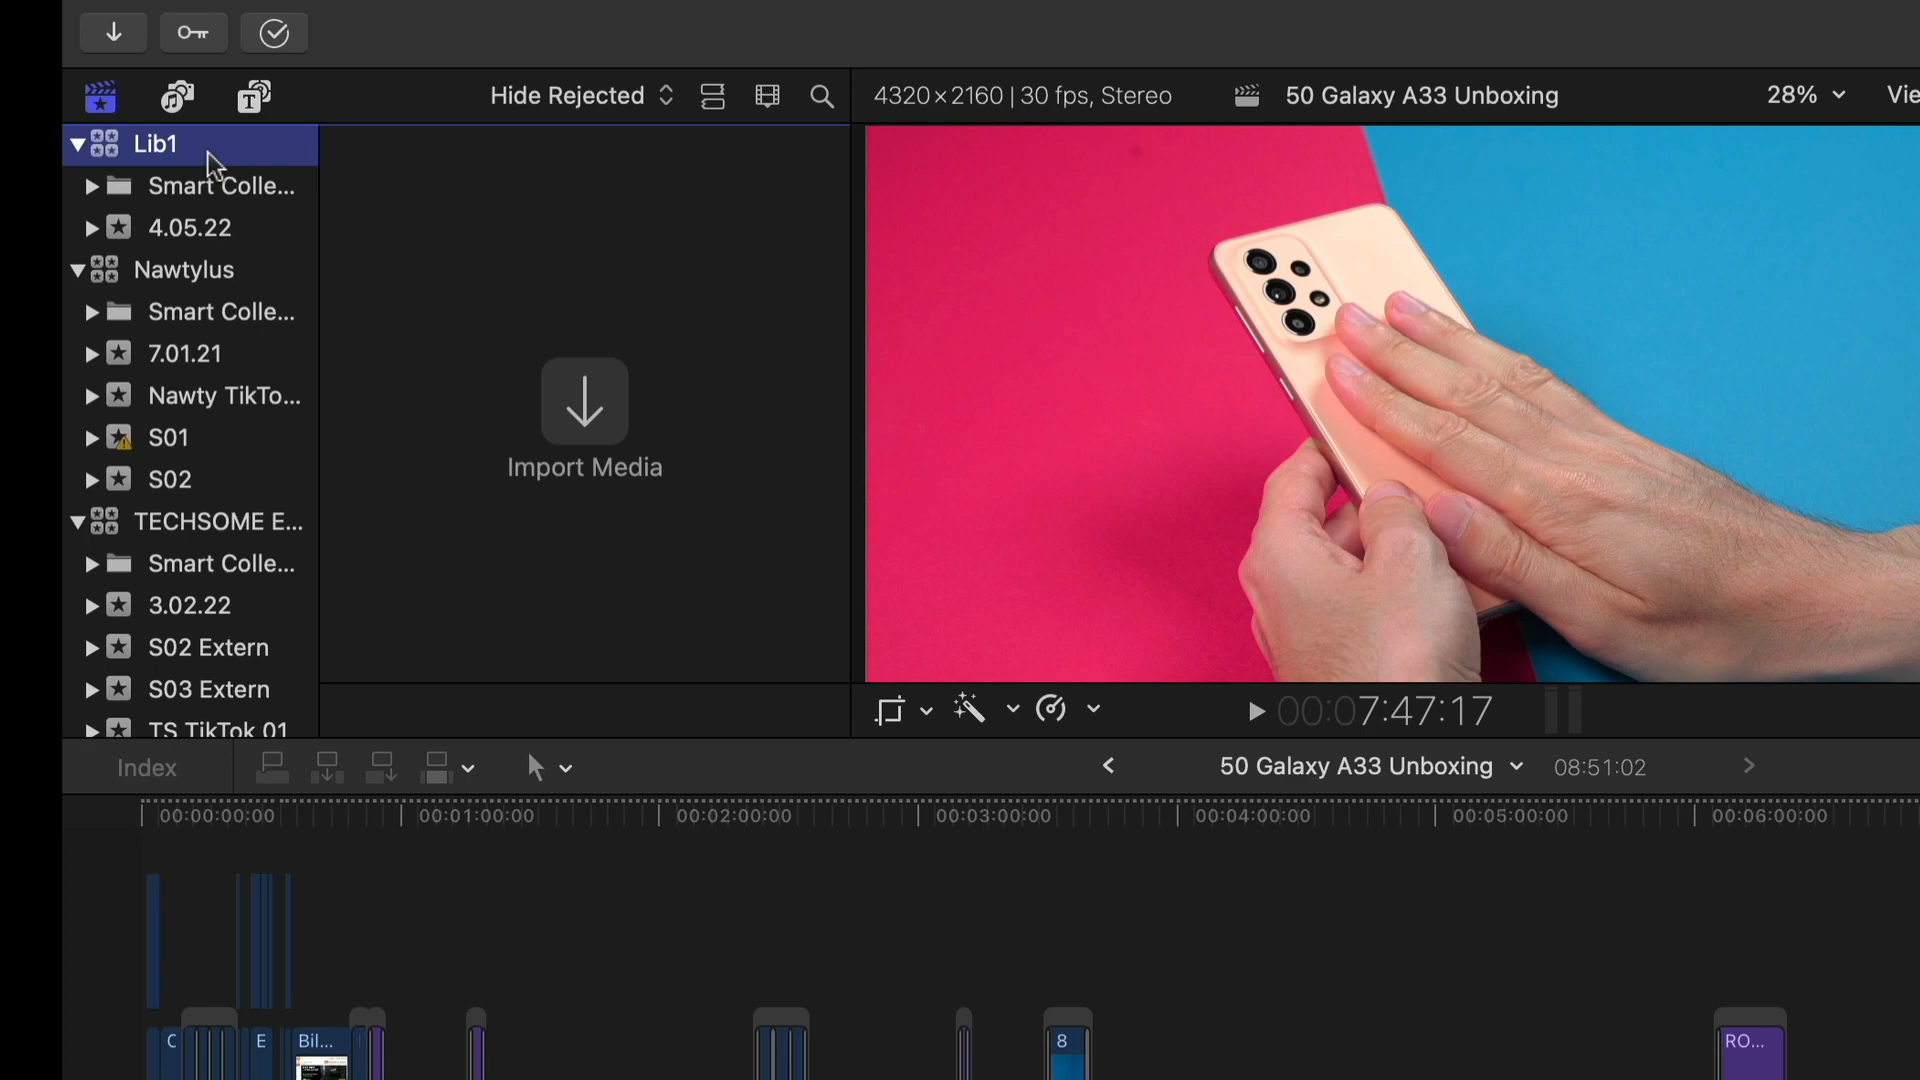 Hide Rejected
4320×2160 | 30 fps, Stereo
50 Galaxy A33 Unboxing
28%
Vie
Lib1
Smart Colle...
4.05.22
Nawtylus
Smart Colle...
7.01.21
Nawty TikTo...
S01
S02
TECHSOME E...
Smart Colle...
3.02.22
S02 Extern
S03 Extern
TS TikTok 01
Import Media
00:07:47:17
Index
50 Galaxy A33 Unboxing
08:51:02
00:00:00:00
00:01:00:00
00:02:00:00
00:03:00:00
00:04:00:00
00:05:00:00
00:06:00:00
C
E
Bil...
8
RO...